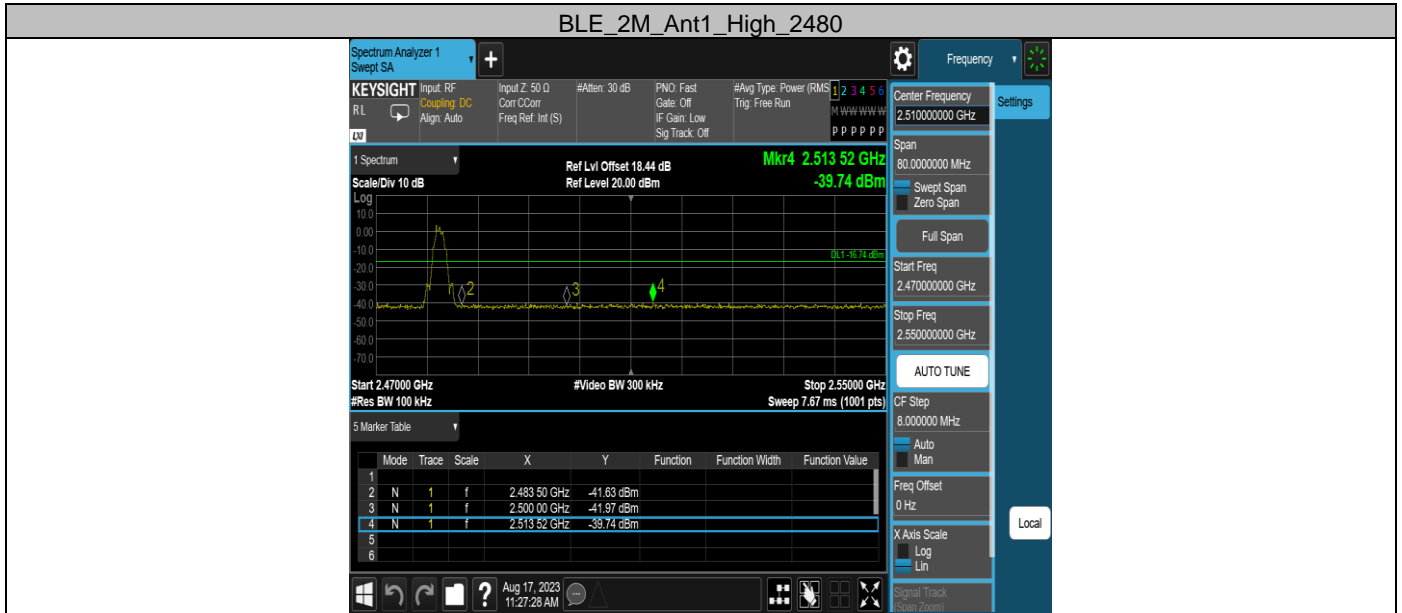 BLE_2M_Ant1_High_2480
Spectrum Analyzer 1
Swept SA
+
Frequency
KEYSIGHT Input: RF Input Z: 50 Ω #Atten: 30 dB PNO: Fast #Avg Type: Power (RMS 1 2 3 4 5 6
RL Coupling: DC Corr CCorr Gate: Off Trig: Free Run M W W W W W
Align: Auto Freq Ref: Int (S) IF Gain: Low
LXI Sig Track: Off P P P P P P
1 Spectrum Ref Lvl Offset 18.44 dB Mkr4 2.513 52 GHz
Scale/Div 10 dB Ref Level 20.00 dBm -39.74 dBm
Log
10.0
0.00
-10.0
DL1 -16.74 dBm
-20.0
-30.0
2 3 4
-40.0
-50.0
-60.0
-70.0
Start 2.47000 GHz #Video BW 300 kHz Stop 2.55000 GHz
#Res BW 100 kHz Sweep 7.67 ms (1001 pts)
5 Marker Table
Mode Trace Scale X Y Function Function Width Function Value
1
2 N 1 f 2.483 50 GHz -41.63 dBm
3 N 1 f 2.500 00 GHz -41.97 dBm
4 N 1 f 2.513 52 GHz -39.74 dBm
5
6
? Aug 17, 2023
11:27:28 AM
Center Frequency
2.510000000 GHz
Settings
Span
80.0000000 MHz
Swept Span
Zero Span
Full Span
Start Freq
2.470000000 GHz
Stop Freq
2.550000000 GHz
AUTO TUNE
CF Step
8.000000 MHz
Auto
Man
Freq Offset
0 Hz
Local
X Axis Scale
Log
Lin
Signal Track
(Span Zoom)